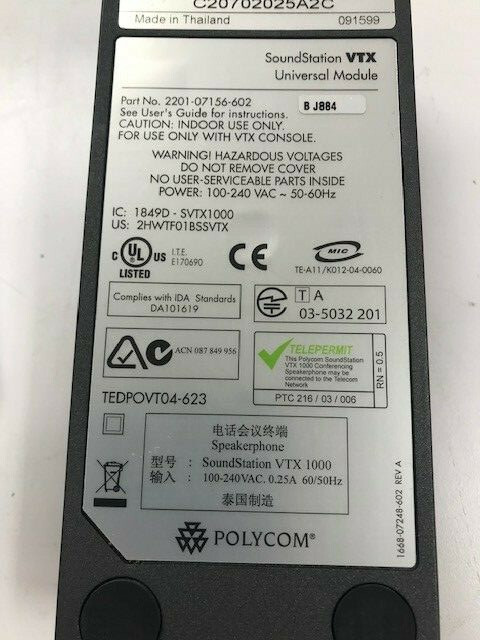 C20702025A2C
Made in Thailand 091599
SoundStation VTX
Universal Module
Part No. 2201-07156-602
B J884
See User's Guide for instructions.
CAUTION: INDOOR USE ONLY.
FOR USE ONLY WITH VTX CONSOLE.
WARNING! HAZARDOUS VOLTAGES
DO NOT REMOVE COVER
NO USER-SERVICEABLE PARTS INSIDE
POWER: 100-240 VAC ~ 50-60Hz
IC: 1849D - SVTX1000
US: 2HWTF01BSSVTX
C UL US
LISTED
I.T.E.
E170690
CE
MIC
TE-A11/K012-04-0060
Complies with IDA Standards
DA101619
T A
03-5032 201
ACN 087 849 956
TELEPERMIT
This Polycom SoundStation
VTX 1000 Conferencing
Speakerphone may be
connected to the Telecom
Network
PTC 216 / 03 / 006
RN = 0.5
TEDPOVT04-623
电话会议终端
Speakerphone
型号 : SoundStation VTX 1000
输入 : 100-240VAC. 0.25A 60/50Hz
泰国制造
POLYCOM®
1668-07248-602 REV A